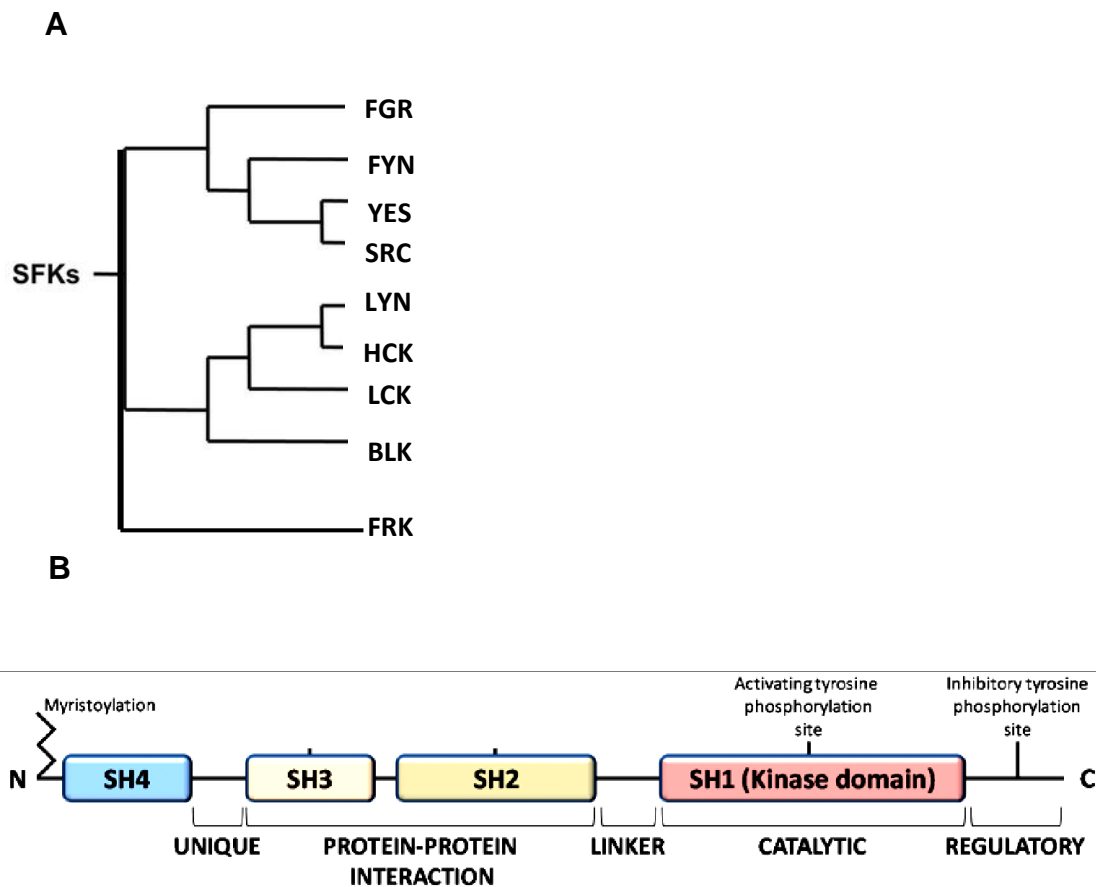 A
FGR
FYN
YES
SRC
SFKs
LYN
HCK
LCK
BLK
FRK
B
Myristoylation
Activating tyrosine
phosphorylation
site
Inhibitory tyrosine
phosphorylation
site
N
SH4
SH3
SH2
SH1 (Kinase domain)
C
UNIQUE
PROTEIN-PROTEIN
INTERACTION
LINKER
CATALYTIC
REGULATORY